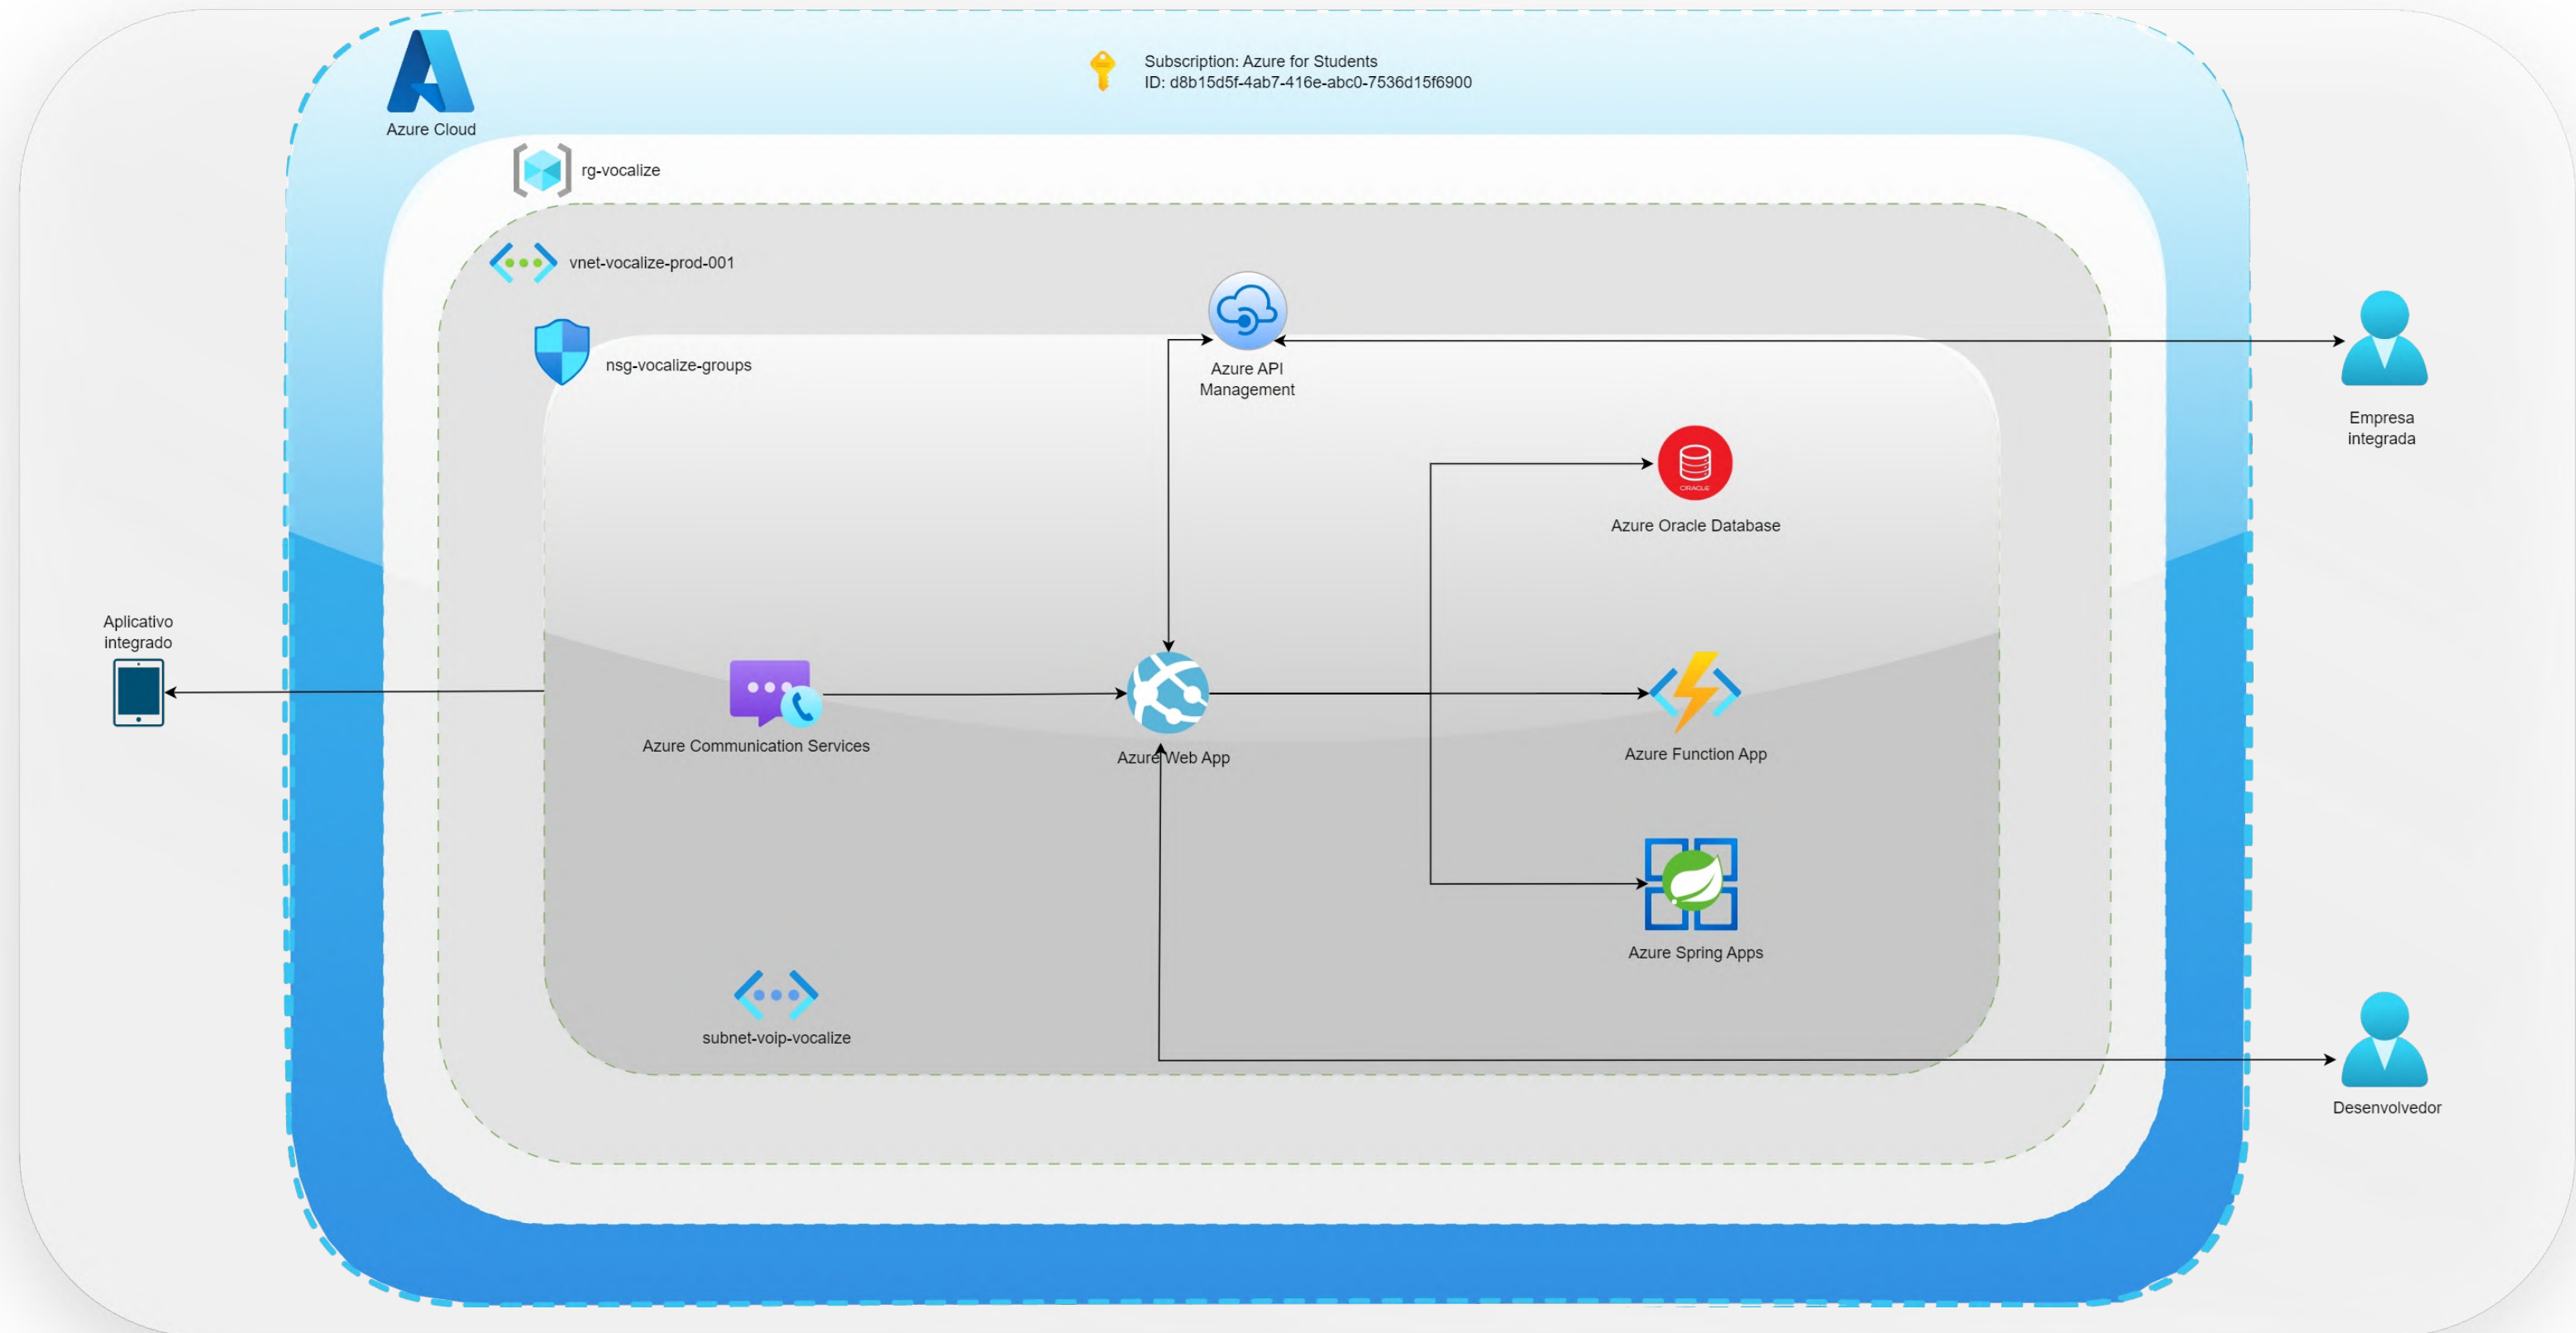 Subscription: Azure for Students
ID: d8b15d5f-4ab7-416e-abc0-7536d15f6900
Azure Cloud
rg-vocalize
vnet-vocalize-prod-001
nsg-vocalize-groups
Azure API
Management
Empresa
integrada
ORACLE
Azure Oracle Database
Aplicativo
integrado
Azure Communication Services
Azure Web App
Azure Function App
Azure Spring Apps
subnet-voip-vocalize
Desenvolvedor